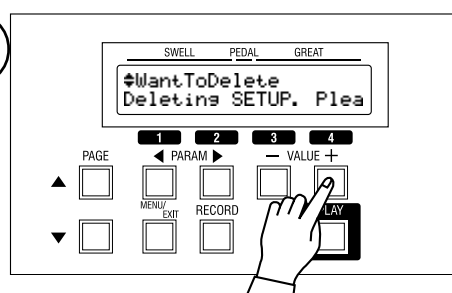 SWELL PEDAL GREAT
WantToDelete
Deleting SETUP. Plea
1 2 3 4
PAGE ◀ PARAM ▶ — VALUE +
▲
MENU/
EXIT RECORD LAY
▼